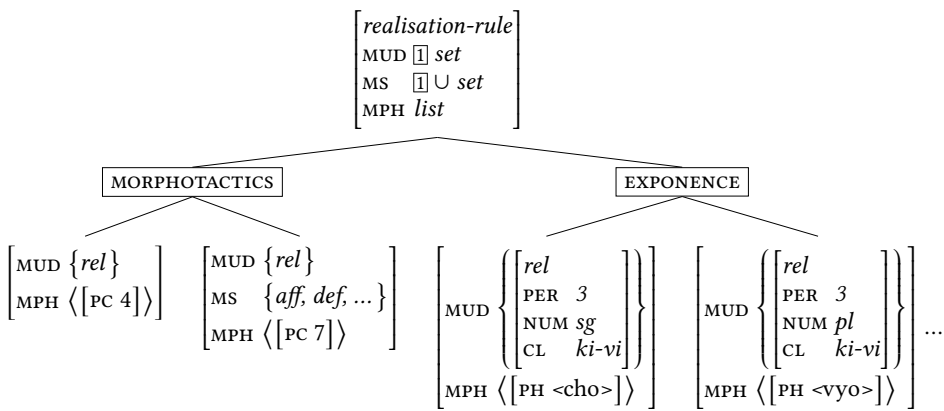 realisation-rule
MUD 1 set
MS 1 ∪ set
MPH list
MORPHOTACTICS
EXPONENCE
MUD {rel}
MPH ⟨[PC 4]⟩
MUD {rel}
MS {aff, def, ...}
MPH ⟨[PC 7]⟩
rel
PER 3
MUD
NUM sg
CL ki-vi
MPH ⟨[PH <cho>]⟩
rel
PER 3
MUD
NUM pl
CL ki-vi
MPH ⟨[PH <vyo>]⟩
...